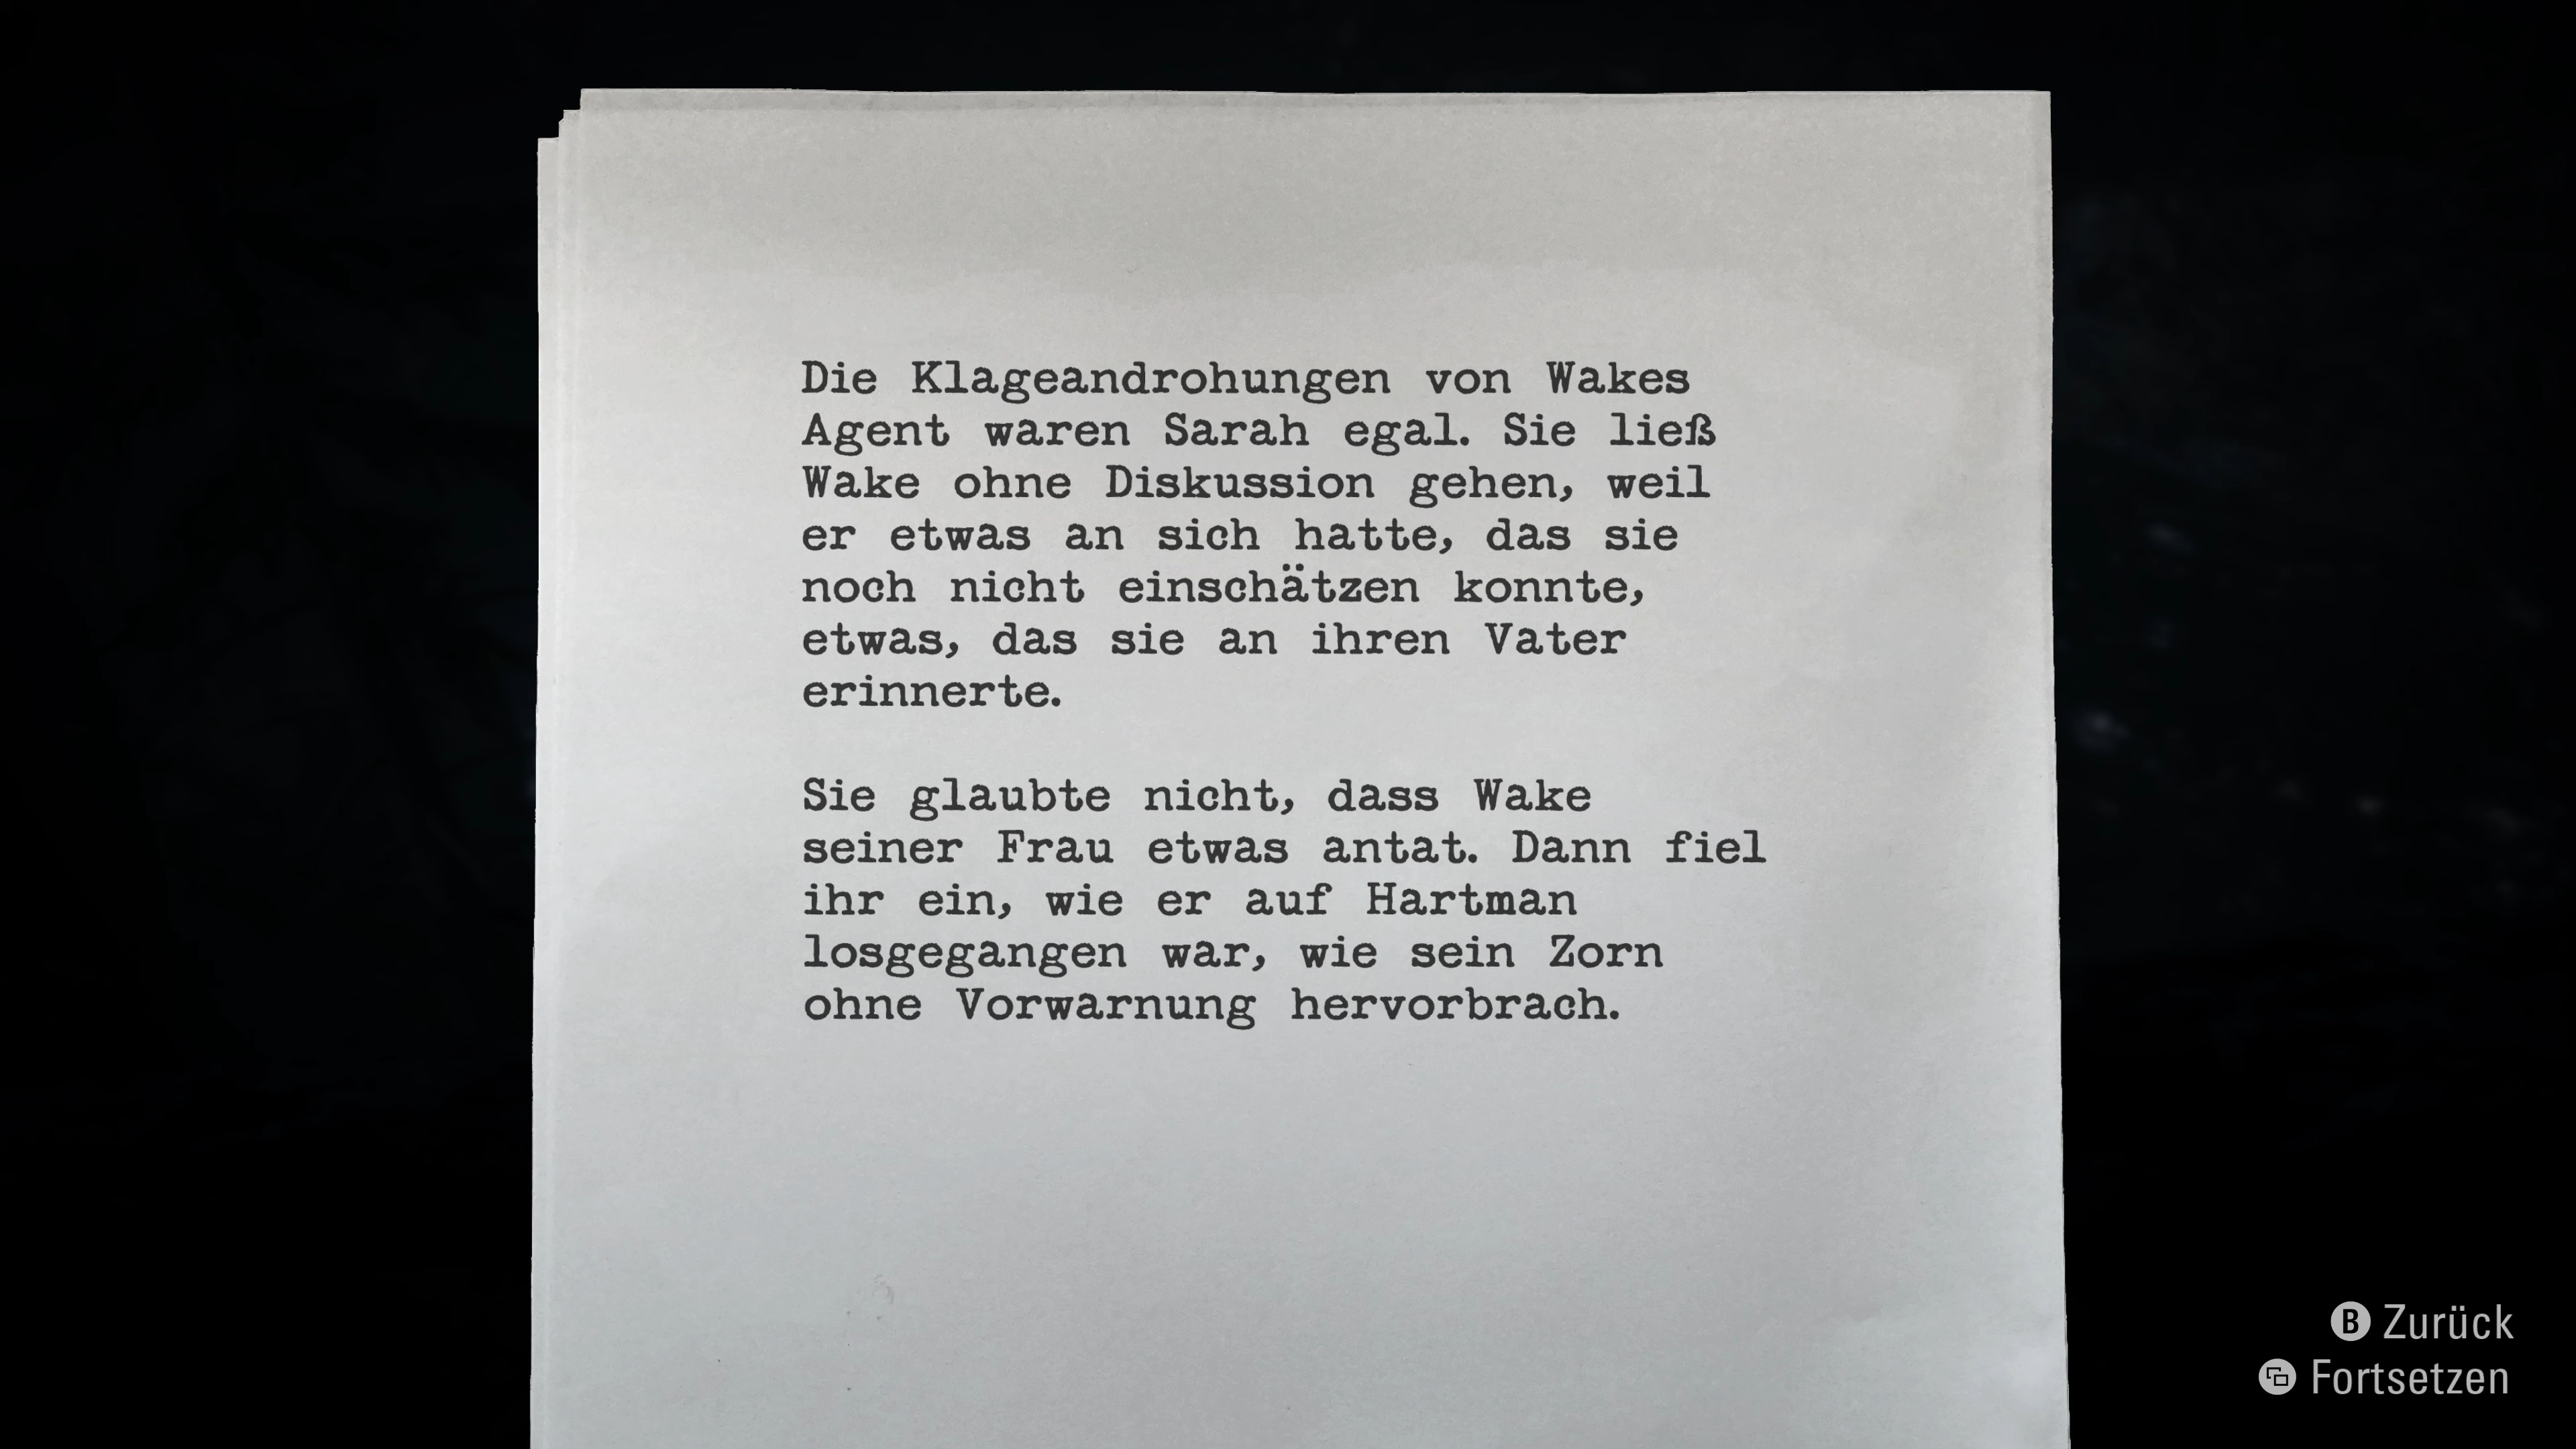 Die Klageandrohungen von Wakes
Agent waren Sarah egal. Sie ließ
Wake ohne Diskussion gehen, weil
er etwas an sich hatte, das sie
noch nicht einschätzen konnte,
etwas, das sie an ihren Vater
erinnerte.

Sie glaubte nicht, dass Wake
seiner Frau etwas antat. Dann fiel
ihr ein, wie er auf Hartman
losgegangen war, wie sein Zorn
ohne Vorwarnung hervorbrach.

B Zurück
Fortsetzen